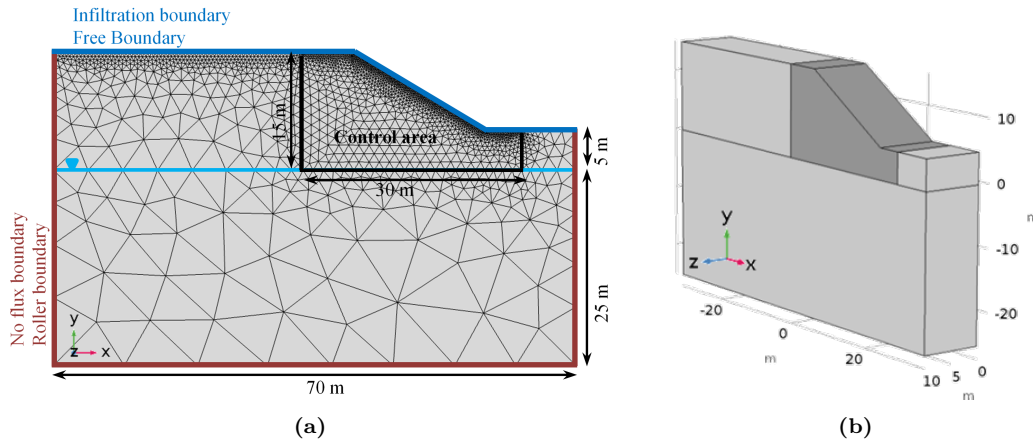 Infiltration boundary
Free Boundary
No flux boundary
Roller boundary
15 m
Control area
30 m
5 m
25 m
70 m
y
z
x
(a)
10
0
-10
-20
m
y
z
x
-20
0
20
m
10
5
0
m
(b)